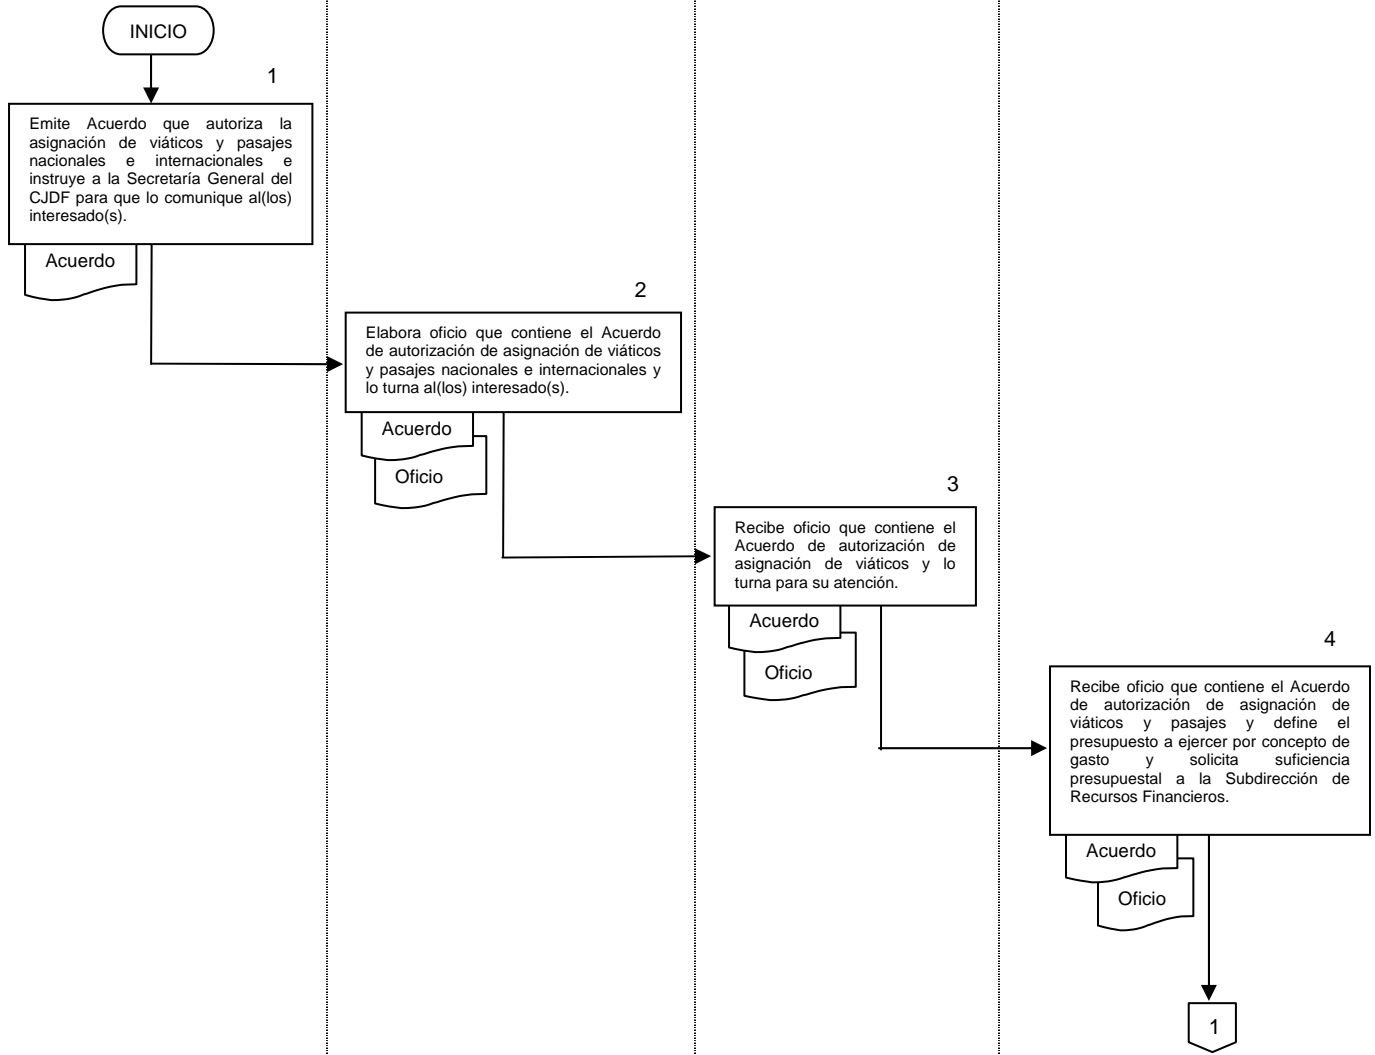 INICIO
1
Emite Acuerdo que autoriza la
asignación de viáticos y pasajes
nacionales e internacionales e
instruye a la Secretaría General del
CJDF para que lo comunique al(los)
interesado(s).
Acuerdo
2
Elabora oficio que contiene el Acuerdo
de autorización de asignación de viáticos
y pasajes nacionales e internacionales y
lo turna al(los) interesado(s).
Acuerdo
Oficio
3
Recibe oficio que contiene el
Acuerdo de autorización de
asignación de viáticos y lo
turna para su atención.
Acuerdo
Oficio
4
Recibe oficio que contiene el Acuerdo
de autorización de asignación de
viáticos y pasajes y define el
presupuesto a ejercer por concepto de
gasto y solicita suficiencia
presupuestal a la Subdirección de
Recursos Financieros.
Acuerdo
Oficio
1